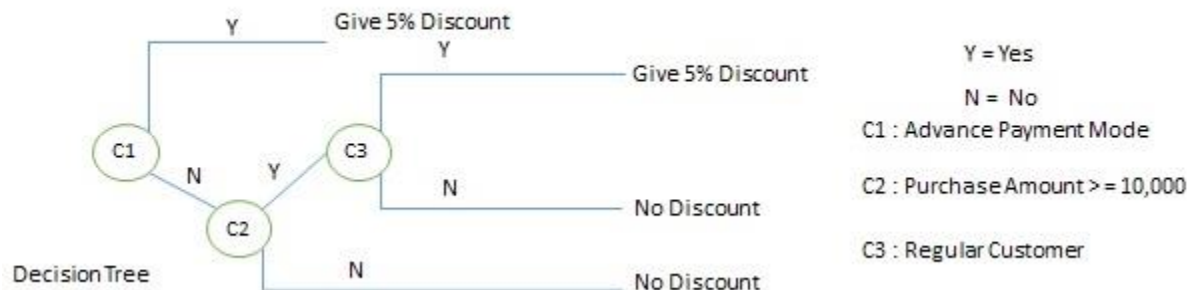 Y
Give 5% Discount
Y
Give 5% Discount
Y = Yes
N = No
C1
C3
C1 : Advance Payment Mode
N
Y
N
C2 : Purchase Amount > = 10,000
No Discount
C2
C3 : Regular Customer
Decision Tree
N
No Discount